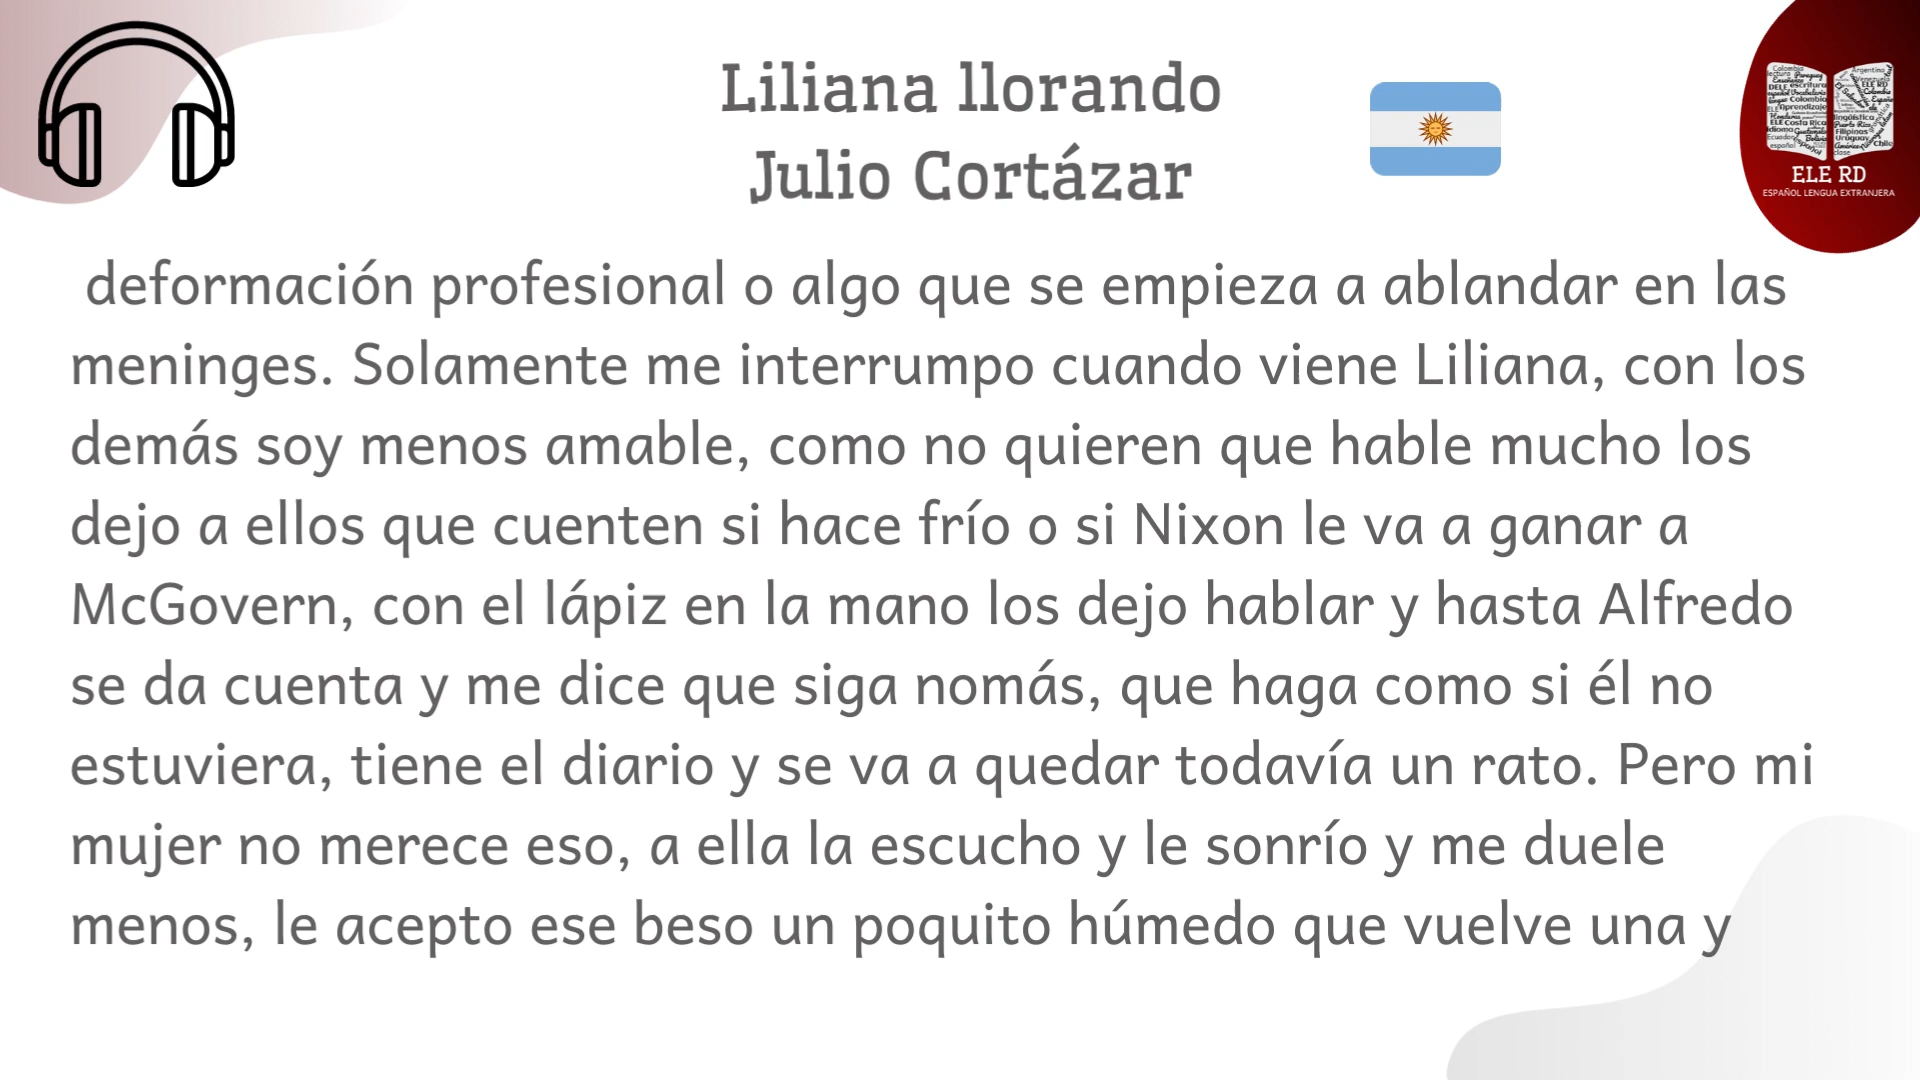 Liliana llorando
Julio Cortázar
ELE RD
ESPAÑOL LENGUA EXTRANJERA
deformación profesional o algo que se empieza a ablandar en las
meninges. Solamente me interrumpo cuando viene Liliana, con los
demás soy menos amable, como no quieren que hable mucho los
dejo a ellos que cuenten si hace frío o si Nixon le va a ganar a
McGovern, con el lápiz en la mano los dejo hablar y hasta Alfredo
se da cuenta y me dice que siga nomás, que haga como si él no
estuviera, tiene el diario y se va a quedar todavía un rato. Pero mi
mujer no merece eso, a ella la escucho y le sonrío y me duele
menos, le acepto ese beso un poquito húmedo que vuelve una y